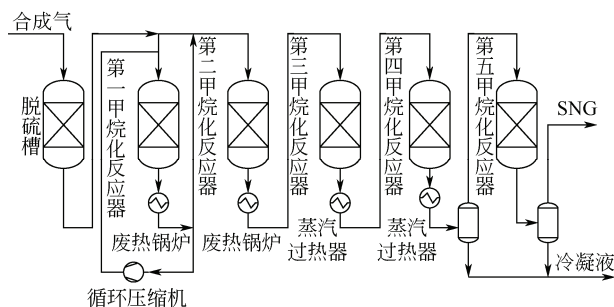 合成气
脱硫槽
第一甲烷化反应器
第二甲烷化反应器
第三甲烷化反应器
第四甲烷化反应器
第五甲烷化反应器
SNG
废热锅炉
废热锅炉
蒸汽
过热器
蒸汽
过热器
冷凝液
循环压缩机